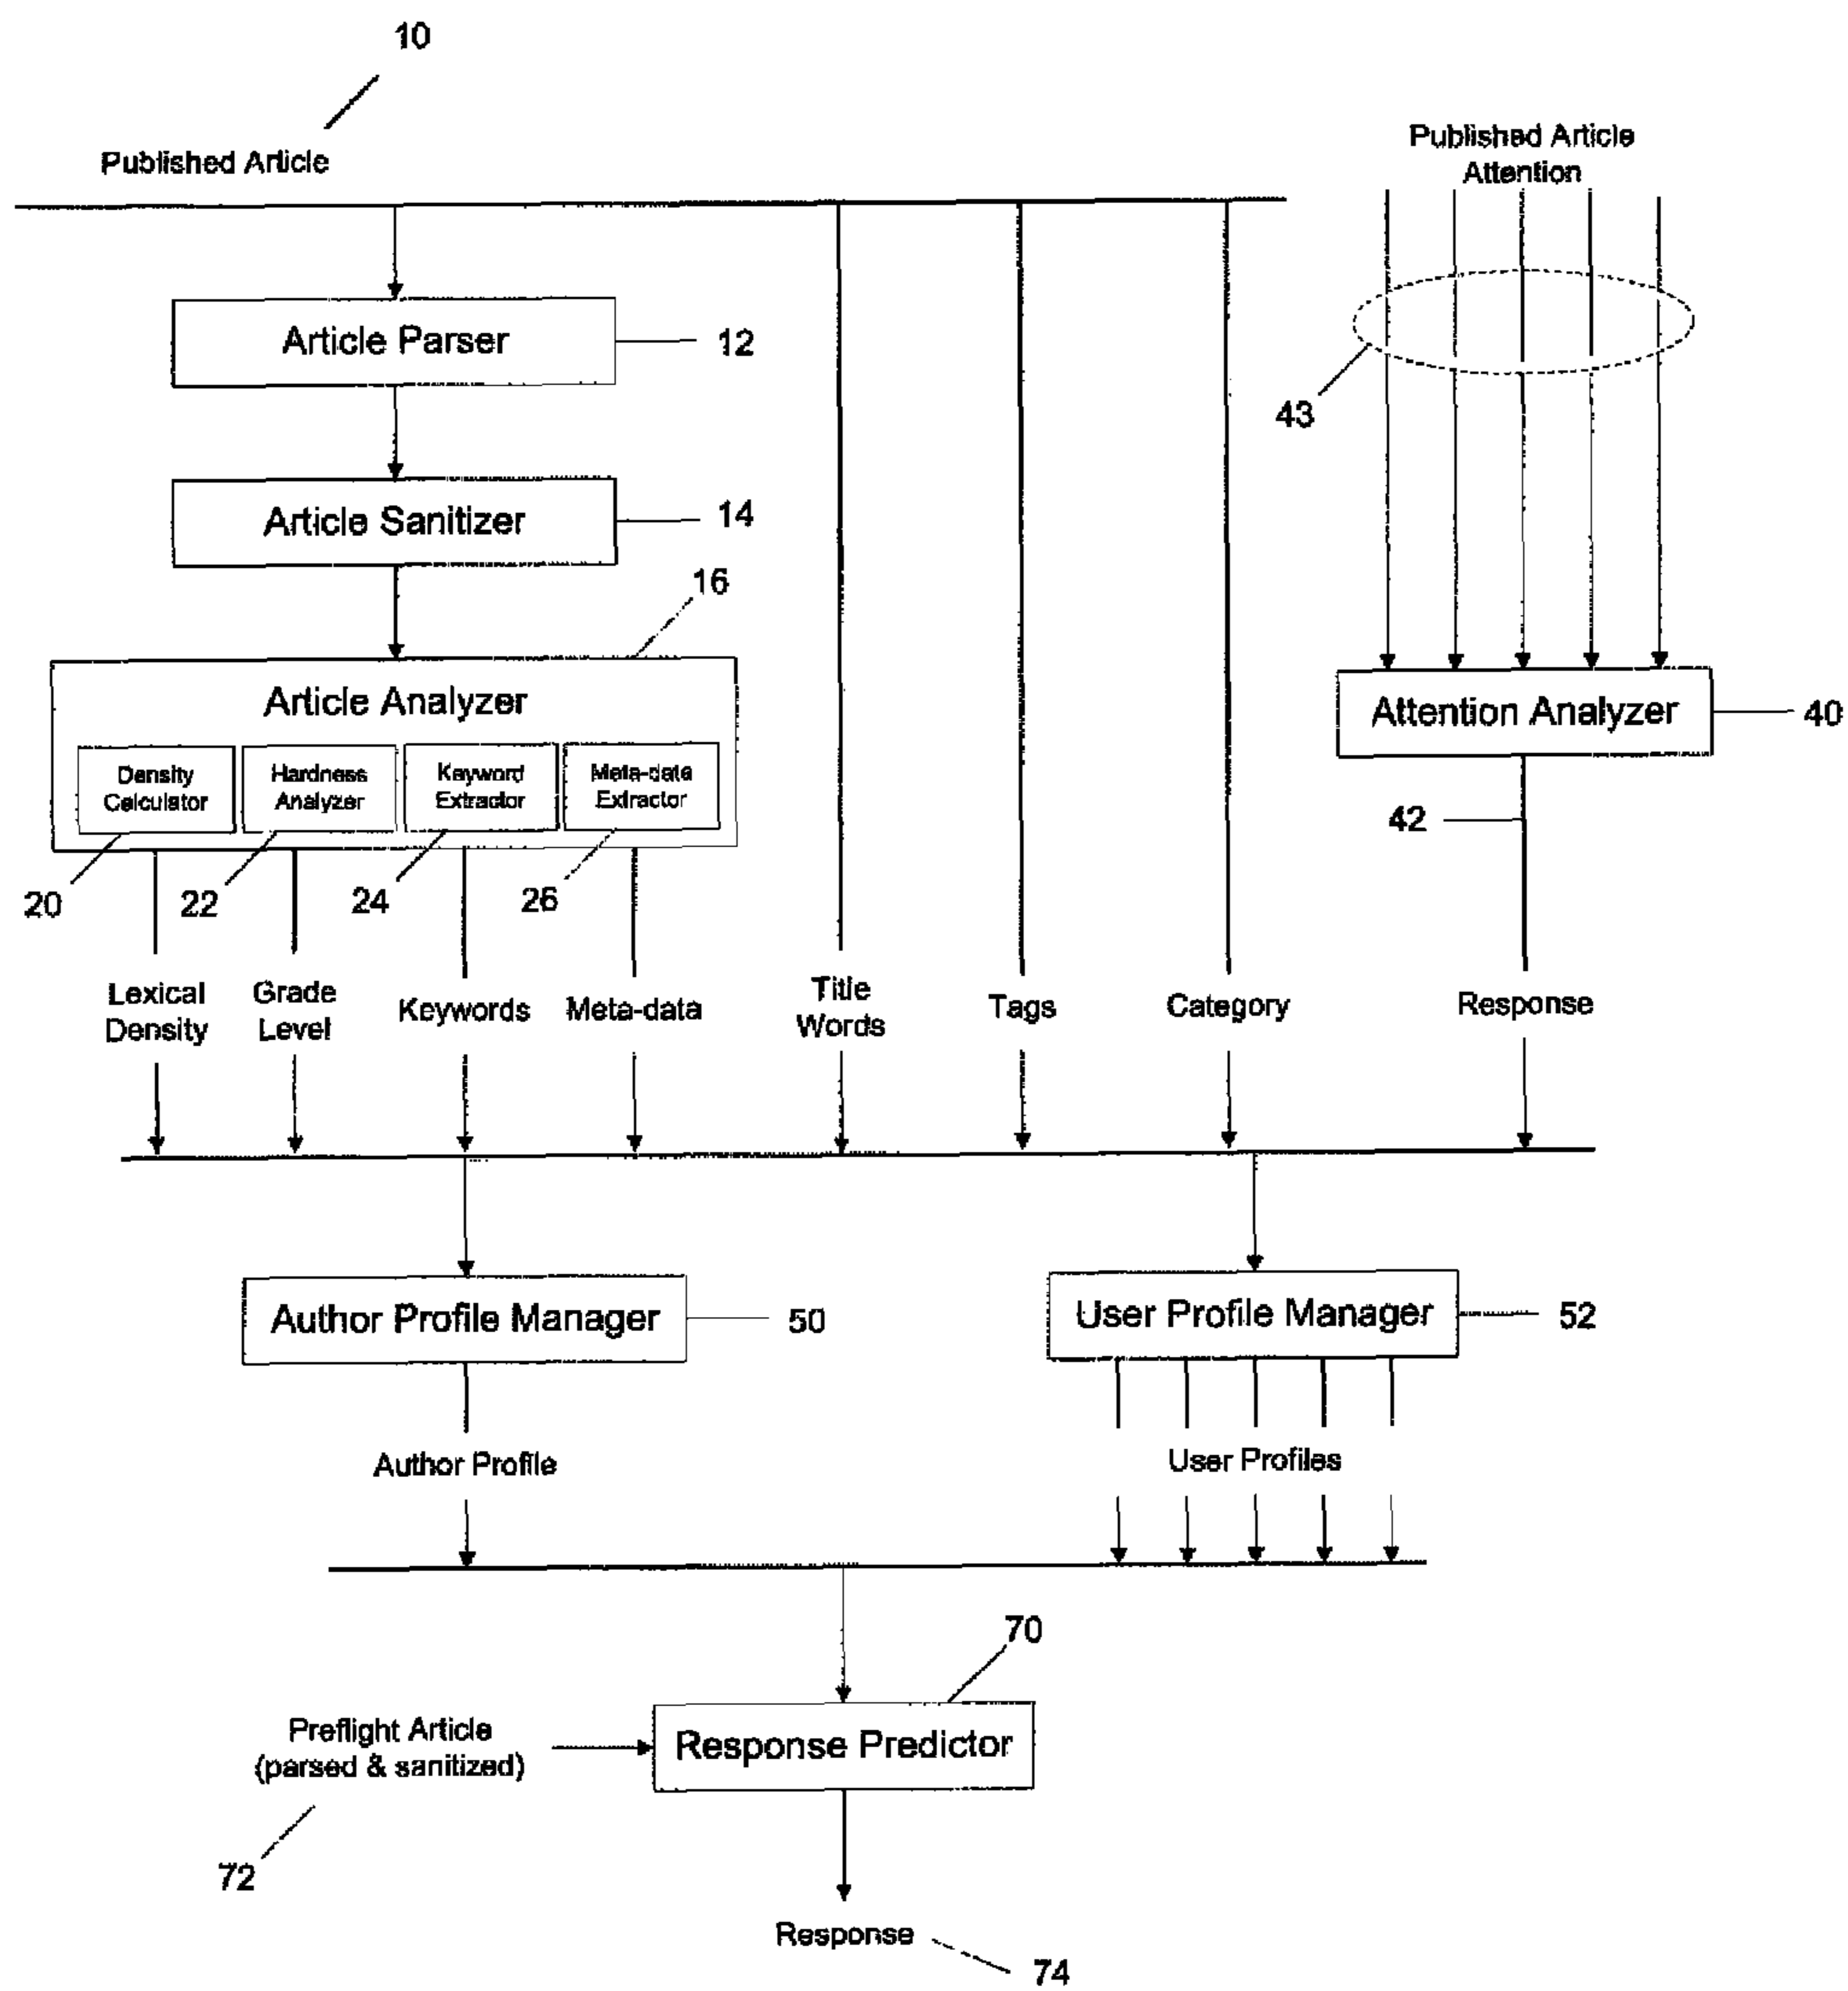 10
Published Article
Published Article
Attention
Article Parser
12
43
Article Sanitizer
14
16
Article Analyzer
Attention Analyzer
40
Density
Calculator
Hardness
Analyzer
Keyword
Extractor
Meta-data
Extractor
42
20
22
24
26
Lexical
Density
Grade
Level
Keywords
Meta-data
Title
Words
Tags
Category
Response
Author Profile Manager
50
User Profile Manager
52
Author Profile
User Profiles
70
Preflight Article
(parsed & sanitized)
Response Predictor
72
Response
74